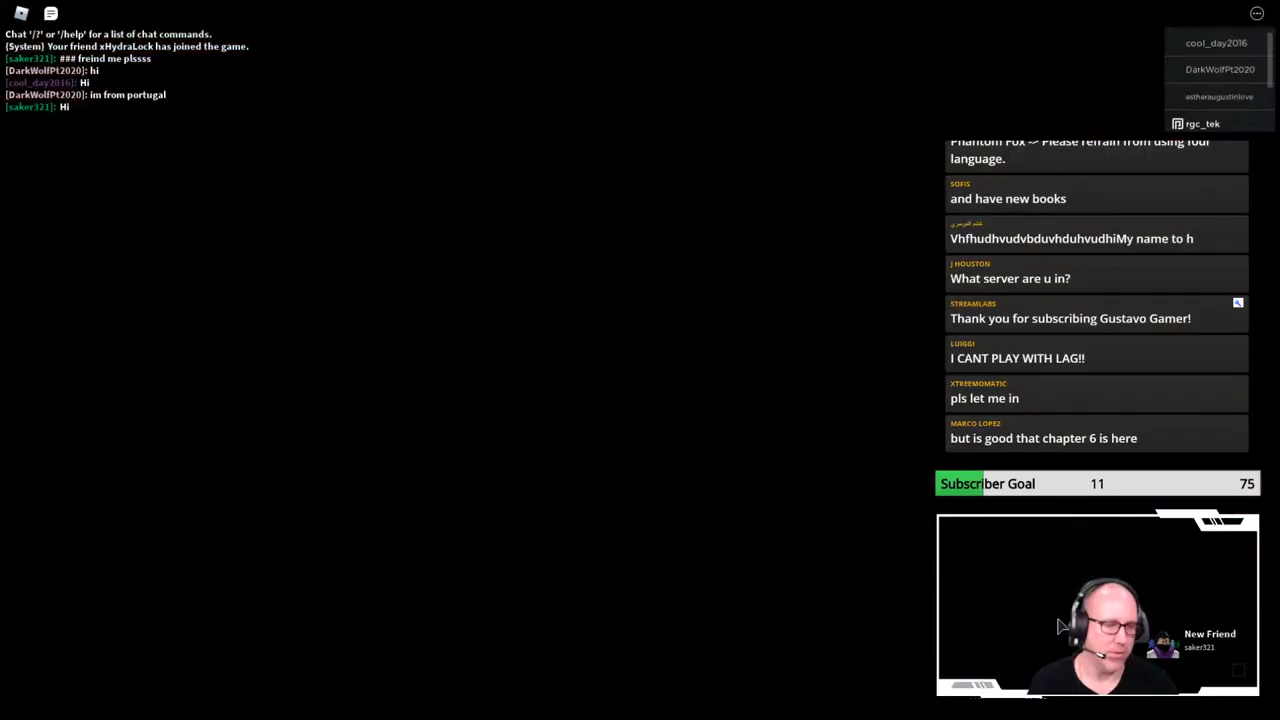 Chat '/?' or '/help' for a list of chat commands.
{System} Your friend xHydraLock has joined the game.
[saker321]: ### freind me plssss
[DarkWolfPt2020]: hi
[cool_day2016]: Hi
[DarkWolfPt2020]: im from portugal
[saker321]: Hi
cool_day2016
DarkWolfPt2020
estheraugustinlove
rgc_tek
Phantom Fox -> Please refrain from using foul
language.
SOFIS
and have new books
Vhfhudhvudvbduvhduhvudhi​My name to h
J HOUSTON
What server are u in?
STREAMLABS
Thank you for subscribing Gustavo Gamer!
LUIGGI
I CANT PLAY WITH LAG!!
XTREEMOMATIC
pls let me in
MARCO LOPEZ
but is good that chapter 6 is here
Subscriber Goal 11 75
New Friend
saker321